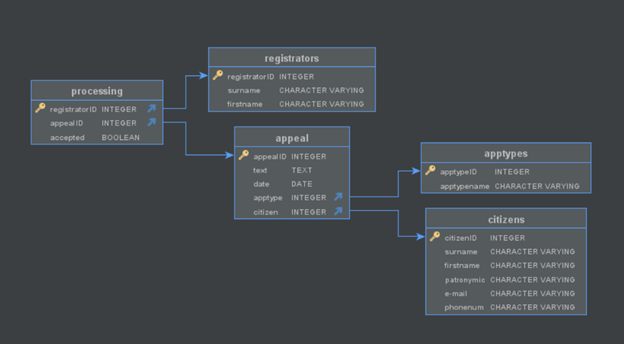 registrators
registratorID INTEGER
surname CHARACTER VARYING
firstname CHARACTER VARYING
processing
registratorID INTEGER
appealID INTEGER
accepted BOOLEAN
appeal
appealID INTEGER
text TEXT
date DATE
apptype INTEGER
citizen INTEGER
apptypes
apptypeID INTEGER
apptypename CHARACTER VARYING
citizens
citizenID INTEGER
surname CHARACTER VARYING
firstname CHARACTER VARYING
patronymic CHARACTER VARYING
e-mail CHARACTER VARYING
phonenum CHARACTER VARYING